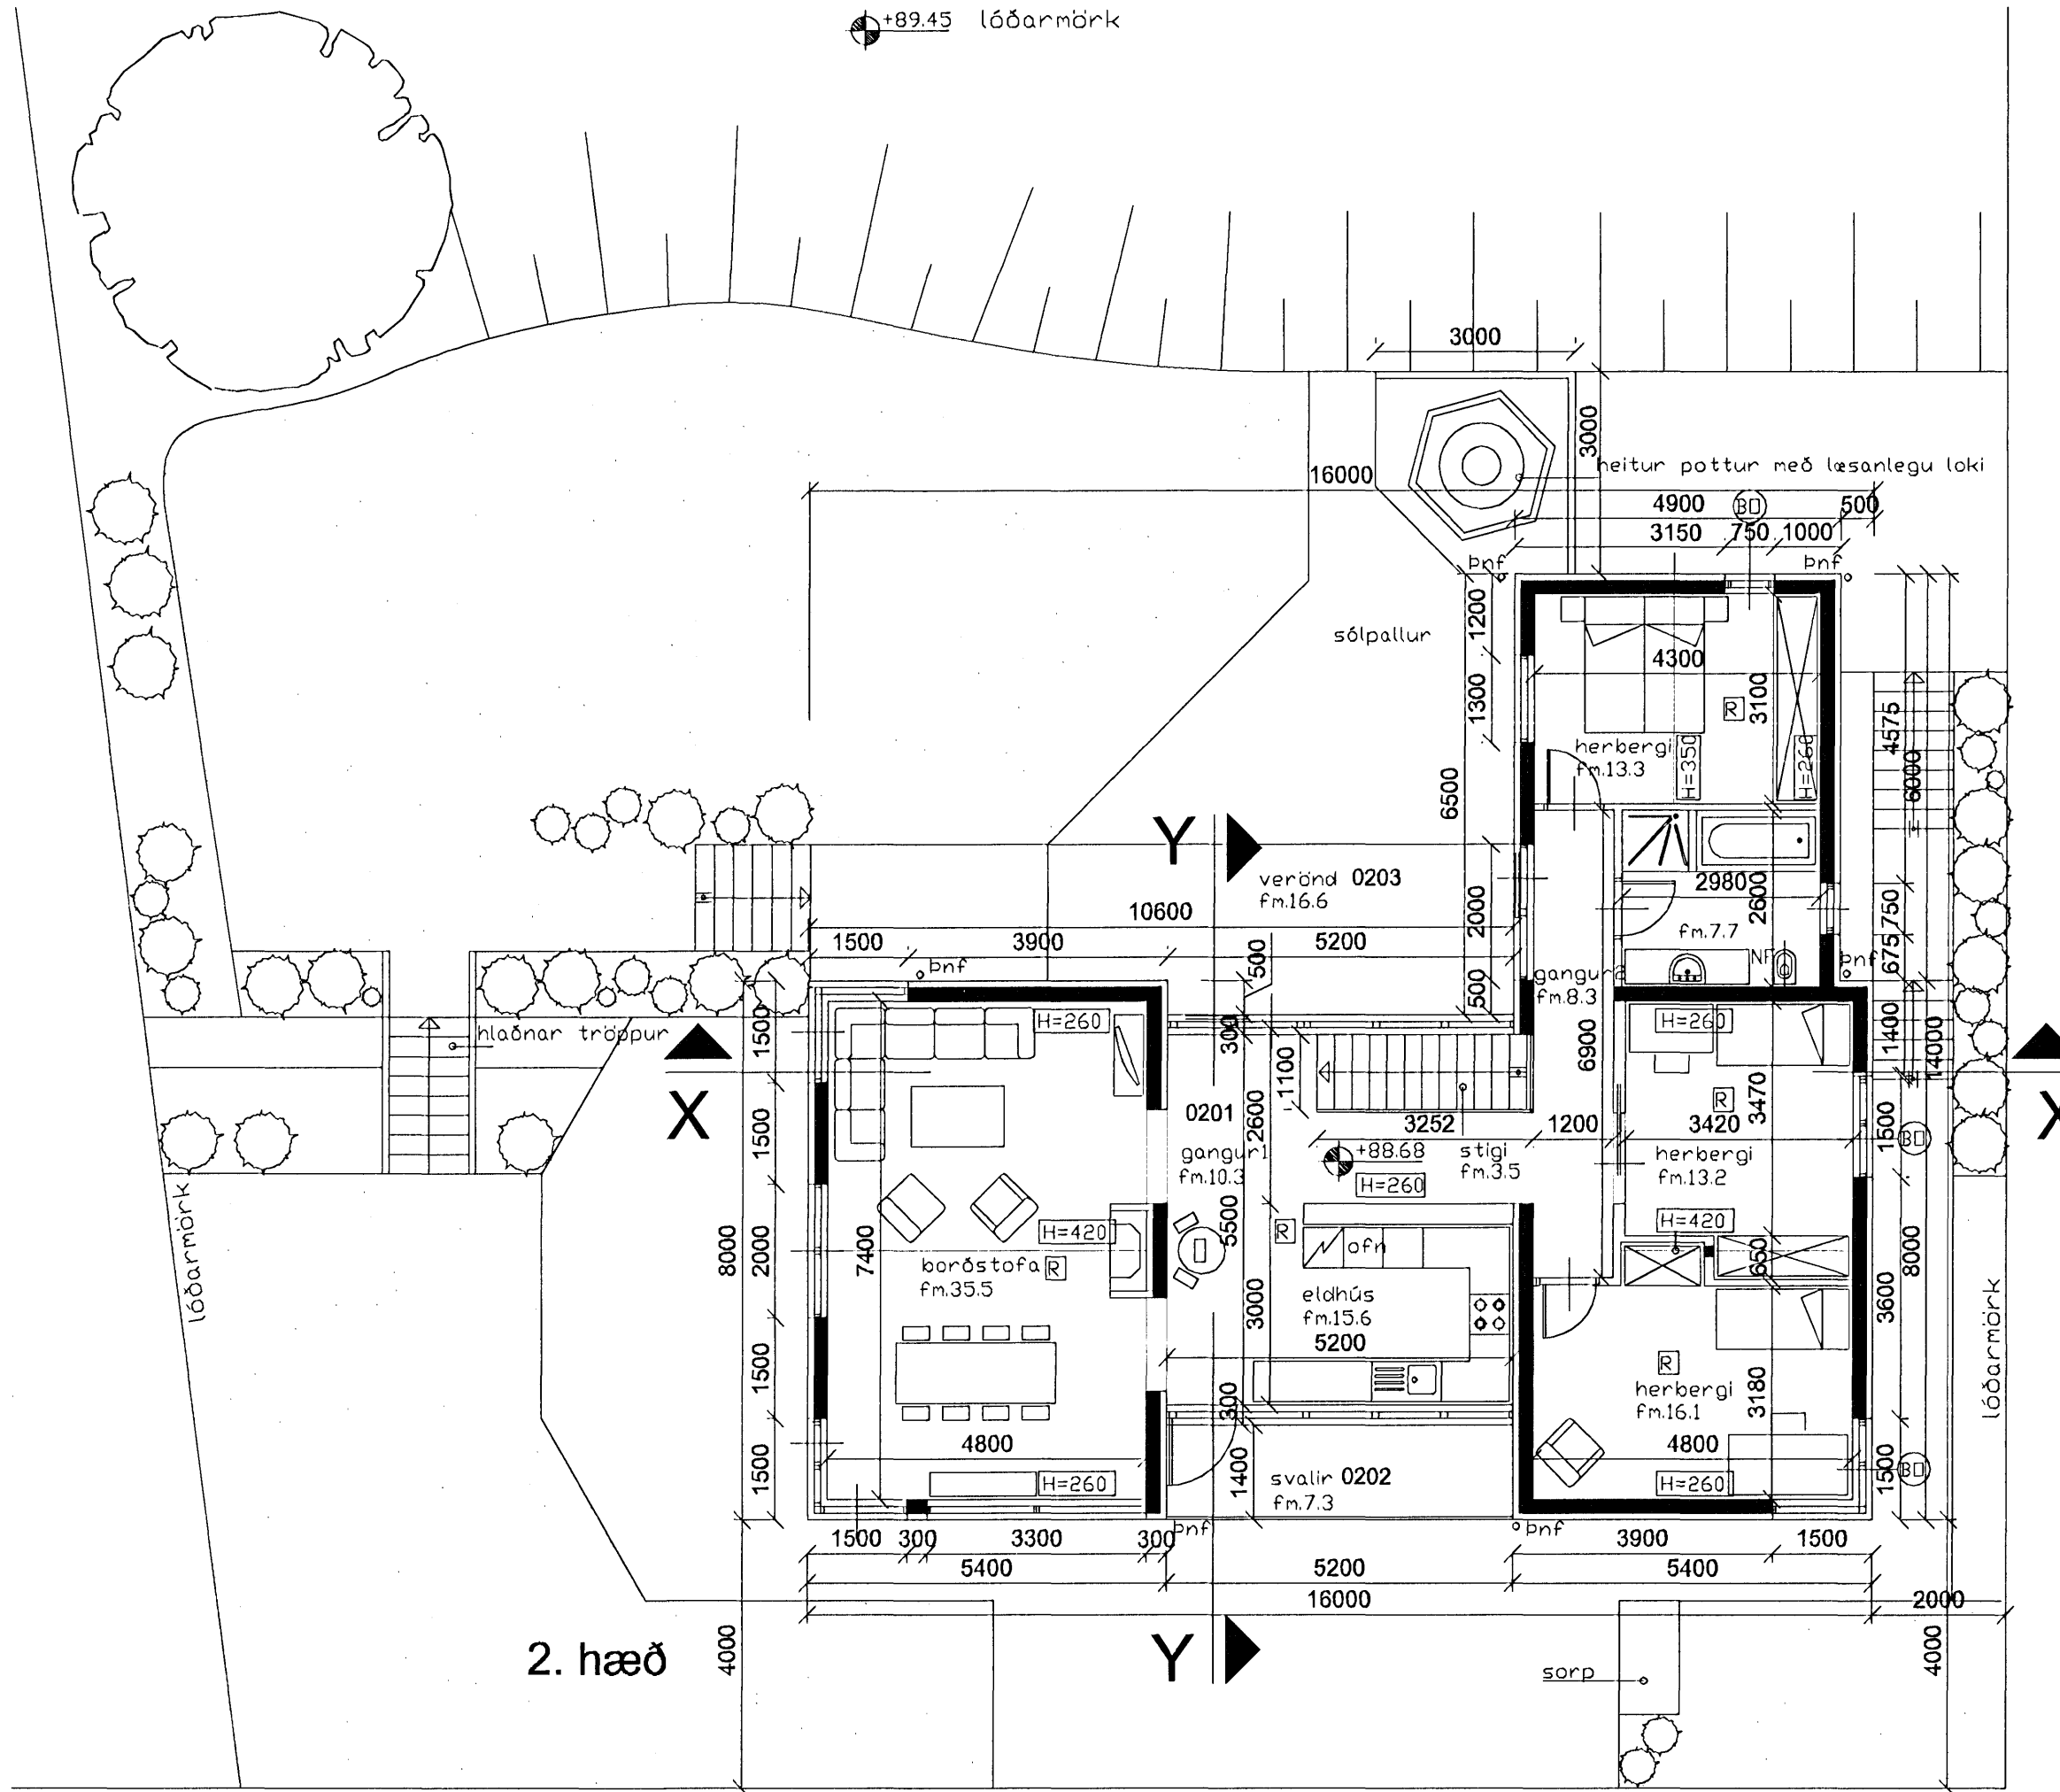 +89.45 lóðarmörk
3000
3000
heitur pottur með læsanlegu loki
16000
4900 BO 500
3150 750 1000
þnf þnf
1200
sólpallur
4300
1300
3100
R
4575
herbergi
fm.13.3
H=350
H=260
6000
6500
Y
verönd 0203
fm.16.6
2980
2600
10600
2000
750
fm.7.7
1500 3900 5200
675
þnf
500
NF
þnf
gangur2
fm.8.3
500
hlaðnar tröppur
1500
H=260
300
H=260
1400
14000
X
1100
6900
R
3470
X
0201
2600
3252 1200 3420
1500
BO
1500
gangur1
fm.10.3
+88.68
stigi
fm.3.5
herbergi
fm.13.2
H=260
lóðarmörk
H=420
H=420
8000
2000
7400
5500
R
ofn
650
8000
borðstofa R
fm.35.5
eldhús
fm.15.6
3000
3600
lóðarmörk
5200
1500
R
herbergi
fm.16.1
3180
300
4800
4800
1500
1400
svalir 0202
fm.7.3
1500
BO
H=260
H=260
þnf þnf
1500 300 3300 300 3900 1500
5400 5200 5400
16000 2000
2. hæð
4000
Y
sorp
4000